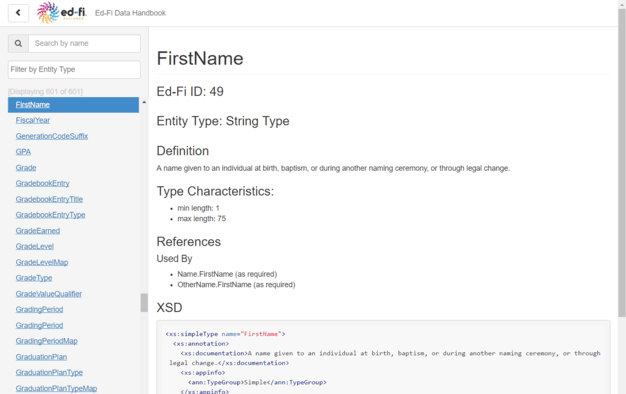 ed-fi
ALLIANCE
Ed-Fi Data Handbook
Search by name
Filter by Entity Type
[Displaying 601 of 601]
FirstName
FiscalYear
GenerationCodeSuffix
GPA
Grade
GradebookEntry
GradebookEntryTitle
GradebookEntryType
GradeEarned
GradeLevel
GradeLevelMap
GradeType
GradeValueQualifier
GradingPeriod
GradingPeriod
GradingPeriodMap
GraduationPlan
GraduationPlanType
GraduationPlanTypeMap
FirstName
Ed-Fi ID: 49
Entity Type: String Type
Definition
A name given to an individual at birth, baptism, or during another naming ceremony, or through legal change.
Type Characteristics:
• min length: 1
• max length: 75
References
Used By
• Name.FirstName (as required)
• OtherName.FirstName (as required)
XSD
<xs:simpleType name="FirstName">
<xs:annotation>
<xs:documentation>A name given to an individual at birth, baptism, or during another naming ceremony, or through
legal change.</xs:documentation>
<xs:appinfo>
<ann:TypeGroup>Simple</ann:TypeGroup>
</xs:appinfo>